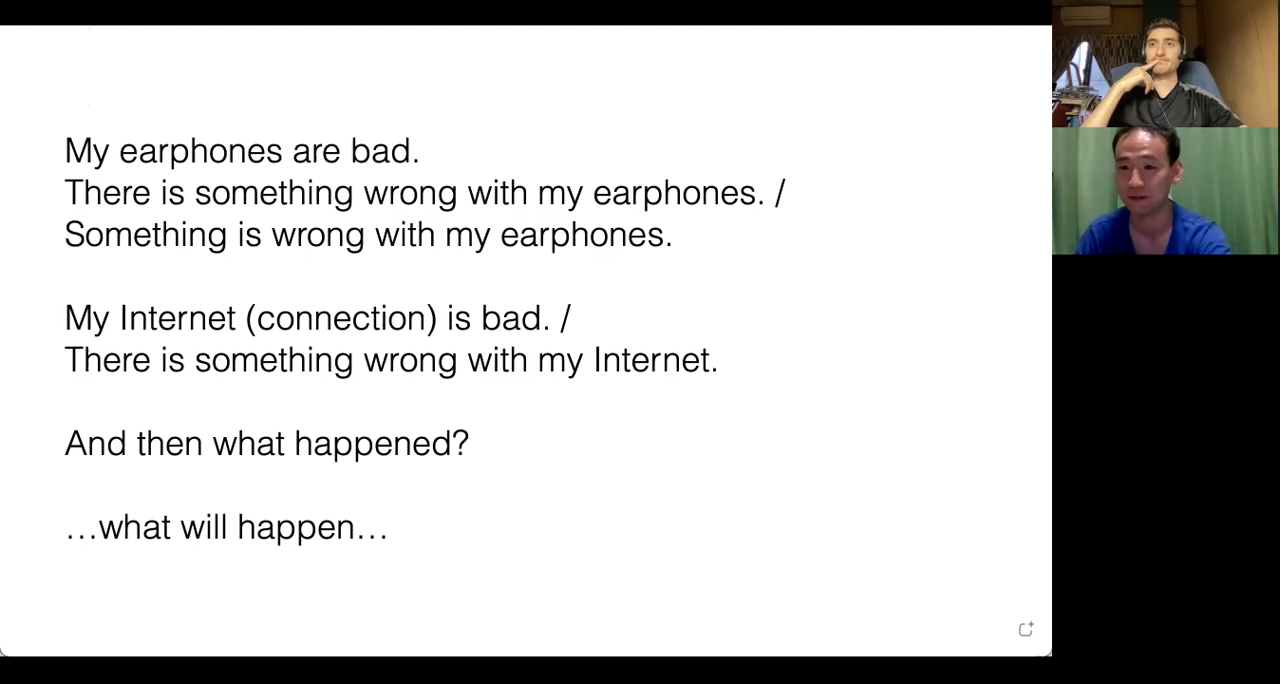 My earphones are bad.
There is something wrong with my earphones. /
Something is wrong with my earphones.
My Internet (connection) is bad. /
There is something wrong with my Internet.
And then what happened?
…what will happen…